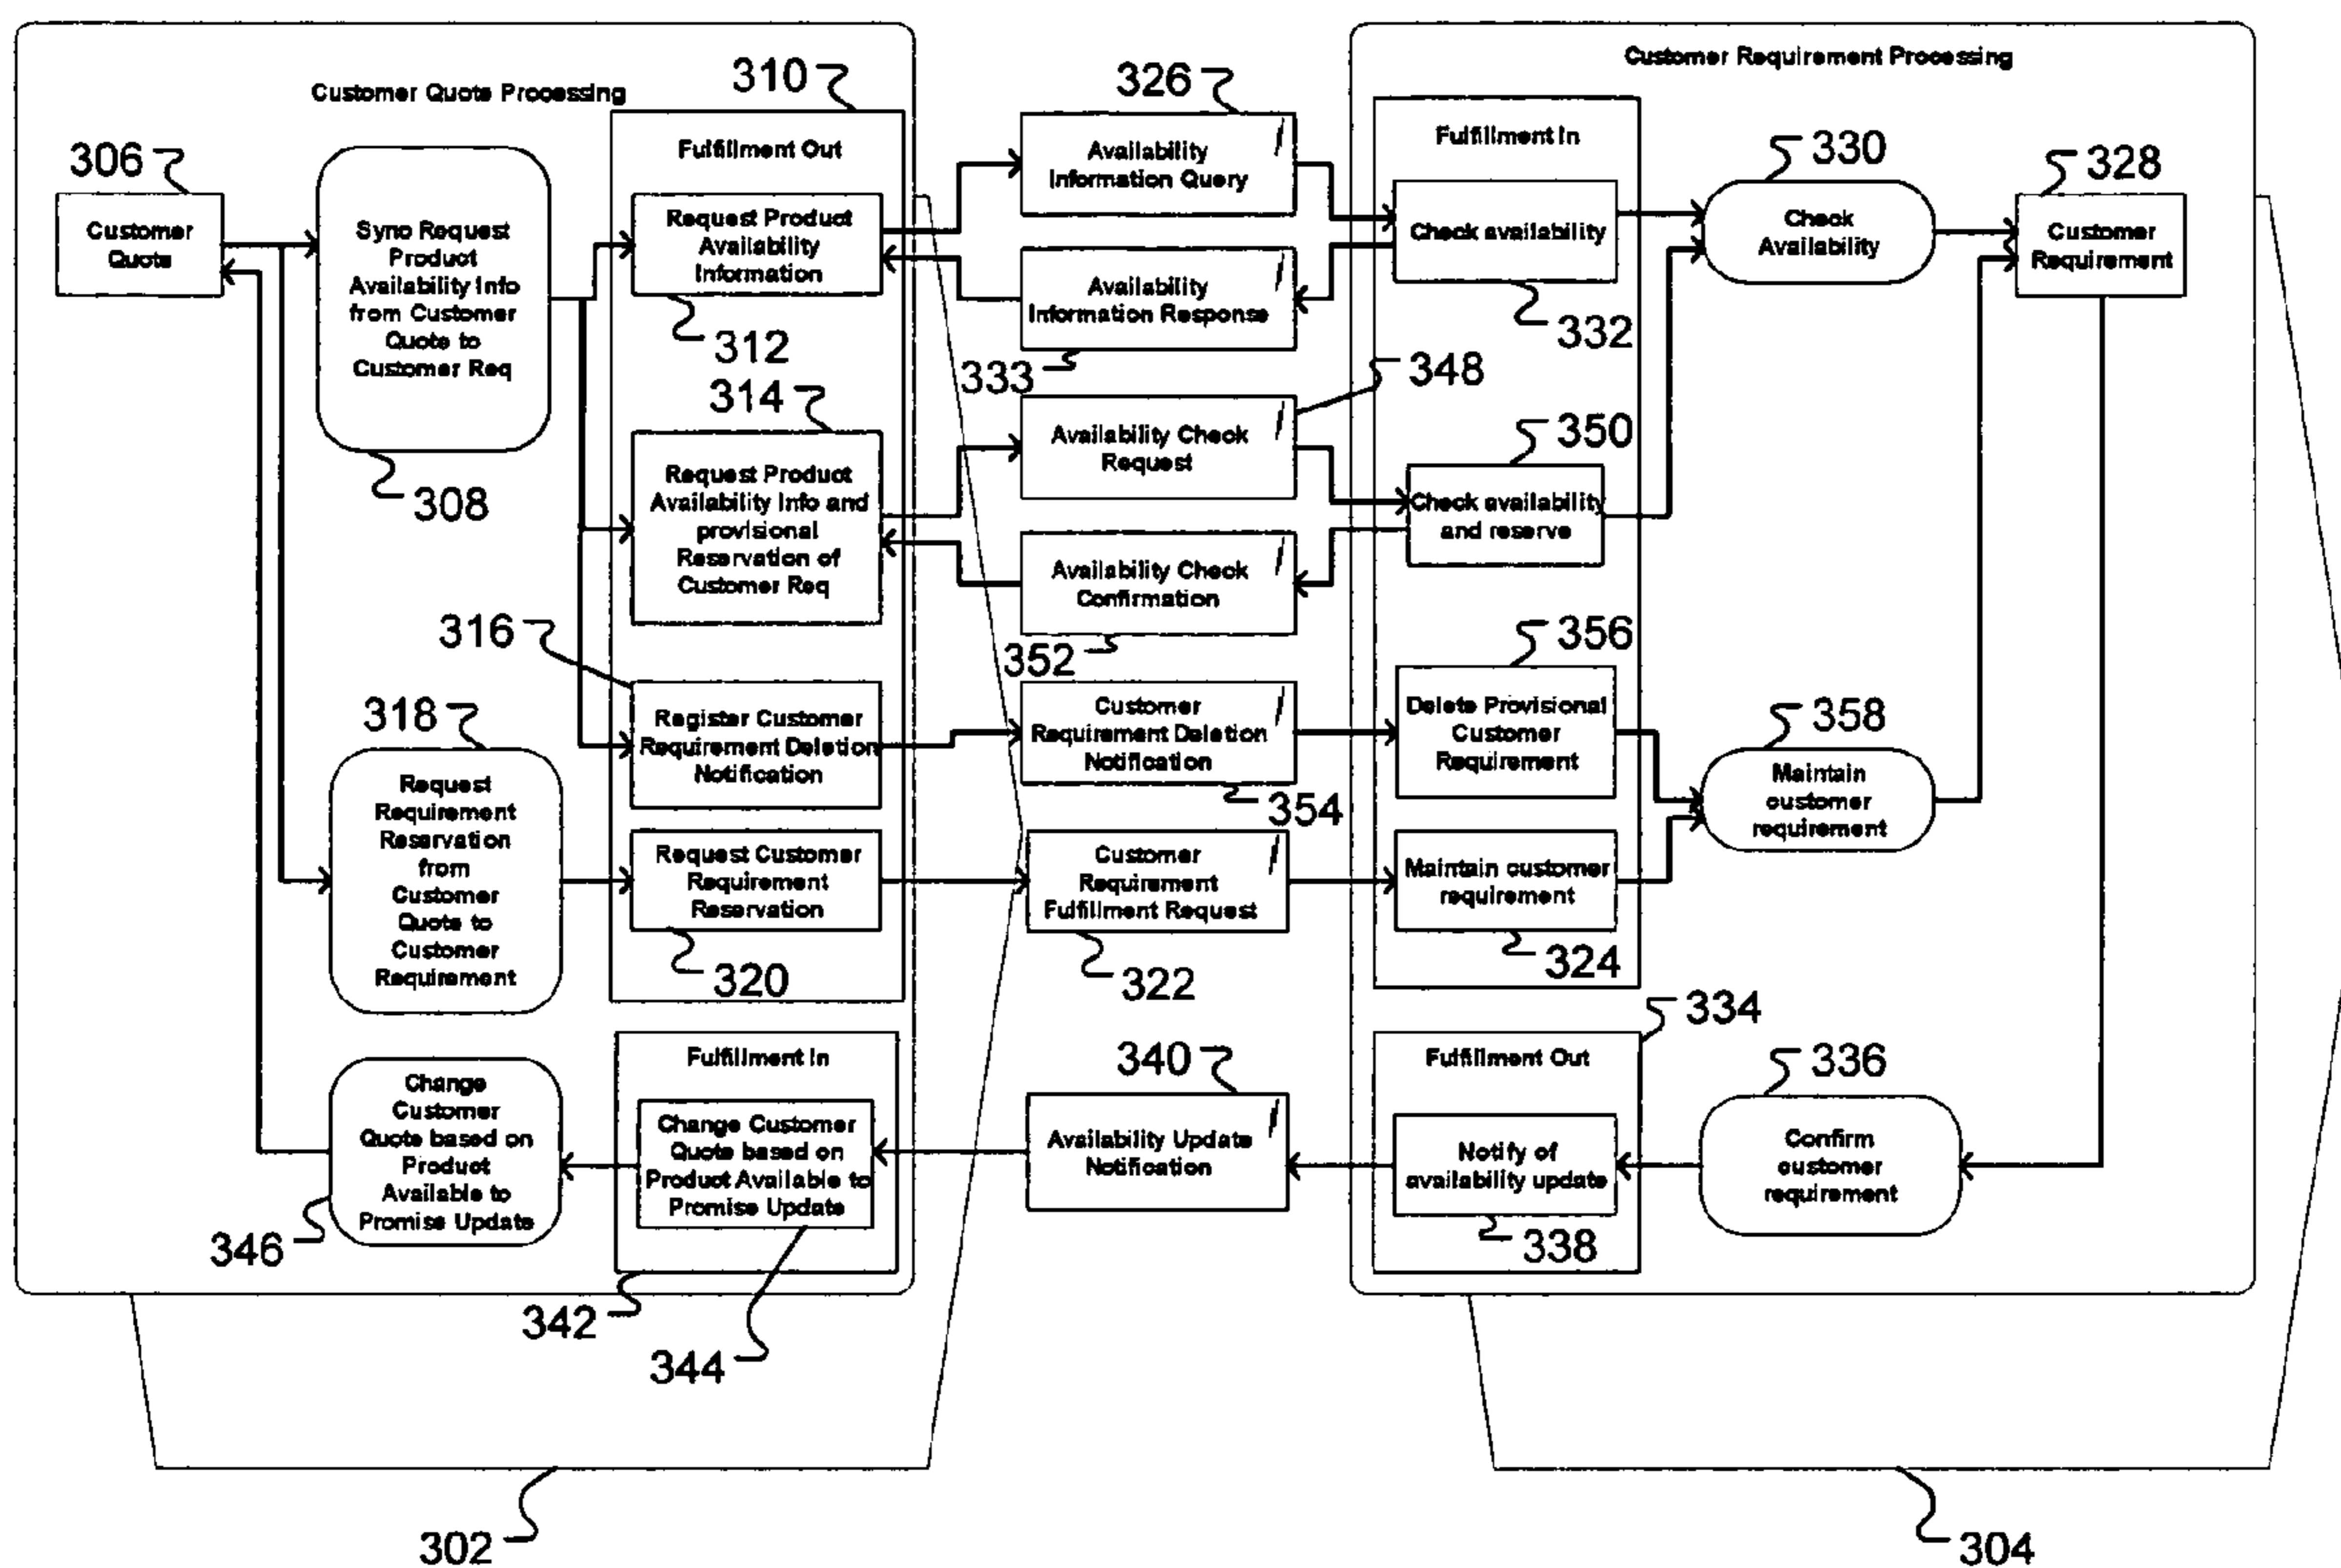 Customer Quote Processing
306
Customer
Quote
Sync Request
Product
Availability Info
from Customer
Quote to
Customer Req
308
310
Fulfillment Out
Request Product
Availability
Information
312
314
Request Product
Availability Info and
provisional
Reservation of
Customer Req
316
Register Customer
Requirement Deletion
Notification
318
Request
Requirement
Reservation
from
Customer
Quote to
Customer
Requirement
Request Customer
Requirement
Reservation
320
Change
Customer
Quote based on
Product
Available to
Promise Update
346
Fulfillment In
Change Customer
Quote based on
Product Available to
Promise Update
342
344
302
326
Availability
Information Query
Availability
Information Response
333
348
Availability Check
Request
Availability Check
Confirmation
352
Customer
Requirement Deletion
Notification
354
Customer
Requirement
Fulfillment Request
322
340
Availability Update
Notification
Customer Requirement Processing
Fulfillment In
Check availability
332
330
Check
Availability
328
Customer
Requirement
350
Check availability
and reserve
356
Delete Provisional
Customer
Requirement
358
Maintain
customer
requirement
Maintain customer
requirement
324
334
Fulfillment Out
Notify of
availability update
338
336
Confirm
customer
requirement
304